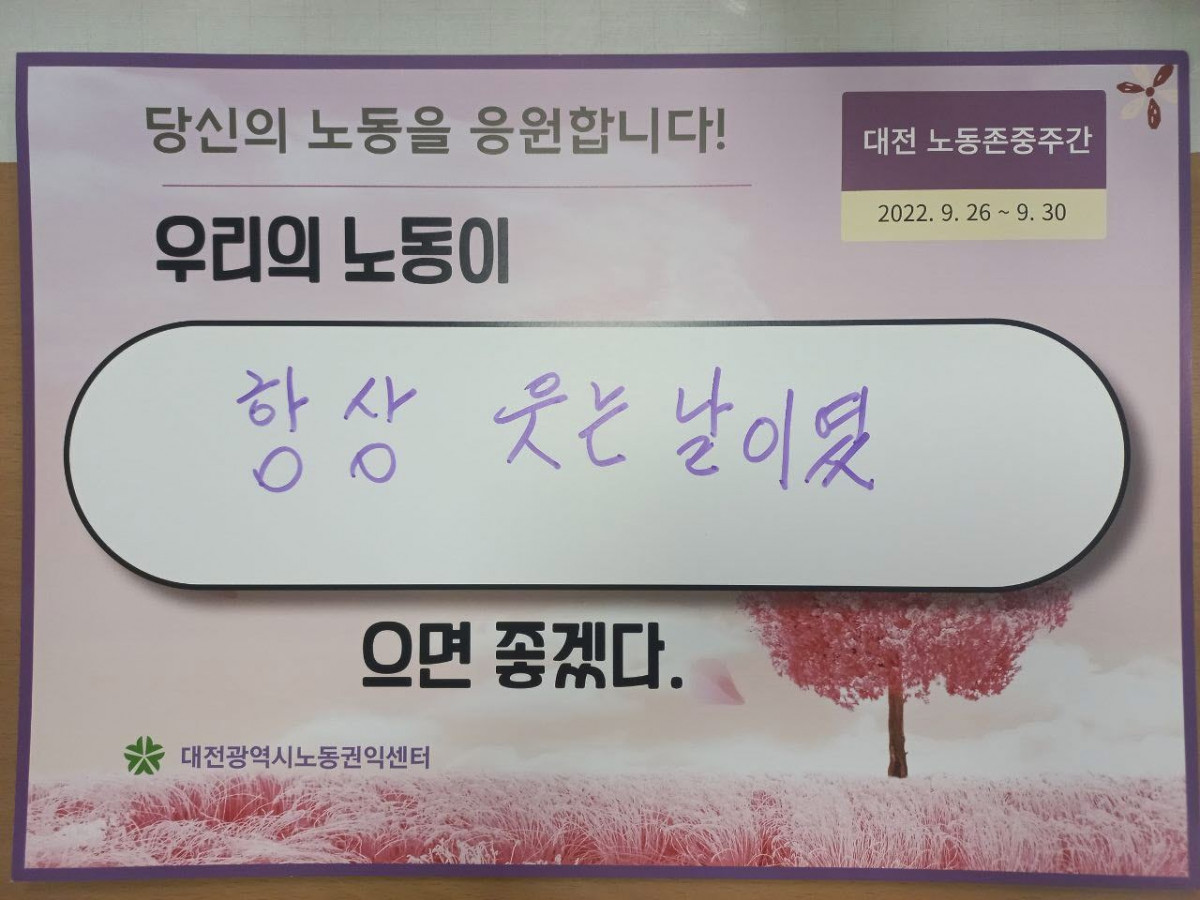 당신의 노동을 응원합니다!
대전 노동존중주간
2022. 9. 26 ~ 9. 30
우리의 노동이
항상 웃는 날이였
으면 좋겠다.
대전광역시노동권익센터